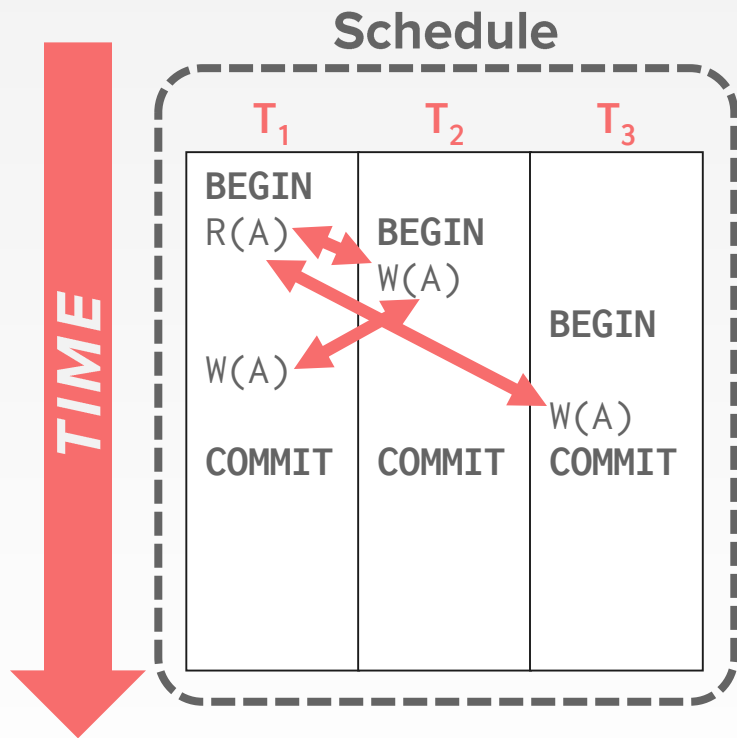 Schedule
TIME
T₁ T₂ T₃
BEGIN
R(A) BEGIN
W(A)
BEGIN
W(A)
W(A)
COMMIT COMMIT COMMIT